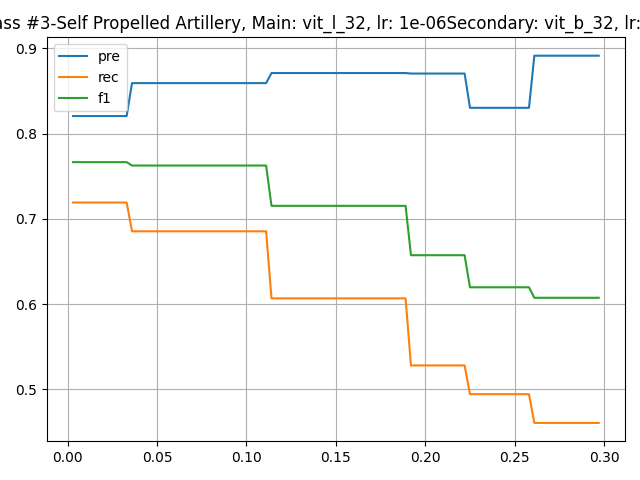 ass #3-Self Propelled Artillery, Main: vit_l_32, lr: 1e-06Secondary: vit_b_32, lr:
0.9
0.8
0.7
0.6
0.5
pre
rec
f1
0.00 0.05 0.10 0.15 0.20 0.25 0.30